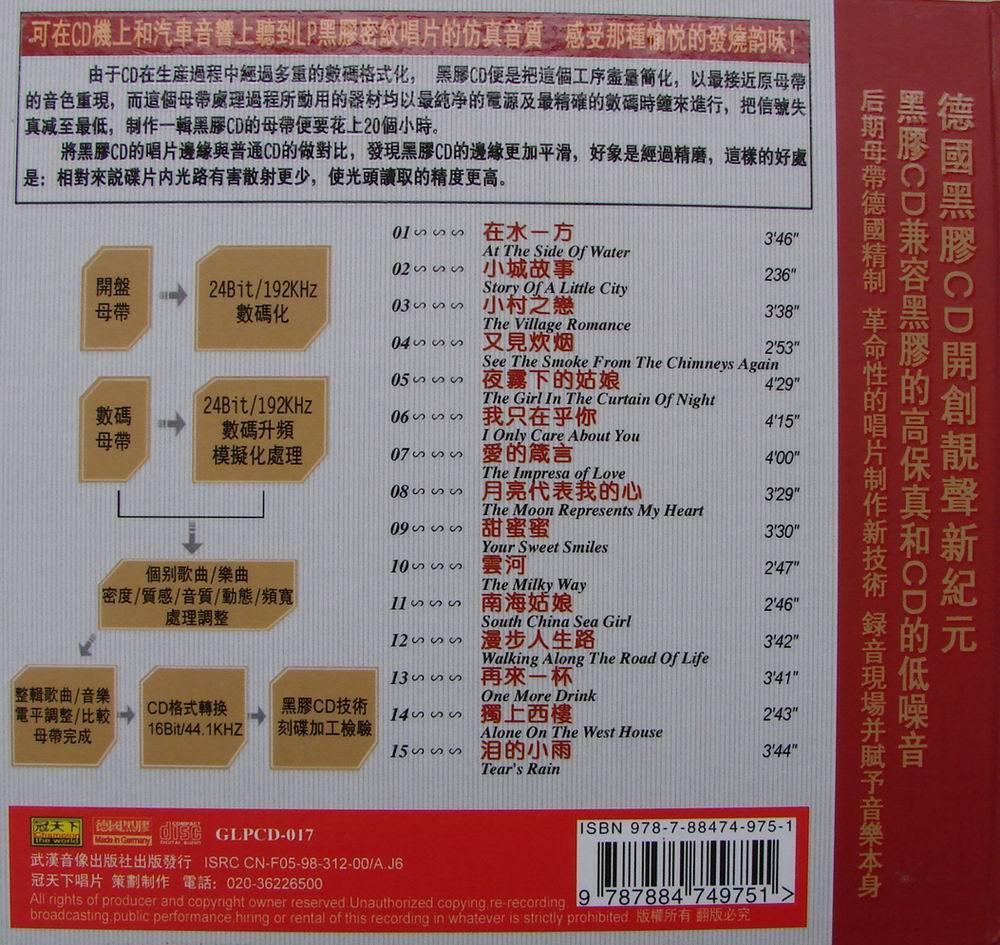 可在CD機上和汽車音響上聽到LP黑膠密紋唱片的仿真音質 感受那種愉悦的發燒韵味!
由于CD在生産過程中經過多重的數碼格式化, 黑膠CD便是把這個工序盡量簡化, 以最接近原母帶
的音色重現, 而這個母帶處理過程所動用的器材均以最純净的電源及最精確的數碼時鐘來進行, 把信號失
真减至最低, 制作一輯黑膠CD的母帶便要花上20個小時。
將黑膠CD的唱片邊緣與普通CD的做對比, 發現黑膠CD的邊緣更加平滑, 好象是經過精磨, 這樣的好處
是: 相對來説碟片内光路有害散射更少, 使光頭讀取的精度更高。
開盤
母帶
24Bit/192KHz
數碼化
數碼
母帶
24Bit/192KHz
數碼升頻
模擬化處理
個别歌曲/樂曲
密度/質感/音質/動態/頻寬
處理調整
整輯歌曲/音樂
電平調整/比較
母帶完成
CD格式轉换
16Bit/44.1KHZ
黑膠CD技術
刻碟加工檢驗
01 在水一方 3'46"
At The Side Of Water
02 小城故事 236"
Story Of A Little City
03 小村之戀 3'38"
The Village Romance
04 又見炊烟 2'53"
See The Smoke From The Chimneys Again
05 夜霧下的姑娘 4'29"
The Girl In The Curtain Of Night
06 我只在乎你 4'15"
I Only Care About You
07 愛的箴言 4'00"
The Impresa of Love
08 月亮代表我的心 3'29"
The Moon Represents My Heart
09 甜蜜蜜 3'30"
Your Sweet Smiles
10 雲河 2'47"
The Milky Way
11 南海姑娘 2'46"
South China Sea Girl
12 漫步人生路 3'42"
Walking Along The Road Of Life
13 再來一杯 3'41"
One More Drink
14 獨上西樓 2'43"
Alone On The West House
15 泪的小雨 3'44"
Tear's Rain
德國黑膠CD開創靚聲新紀元
黑膠CD兼容黑膠的高保真和CD的低噪音
后期母帶德國精制 革命性的唱片制作新技術 録音現場并賦予音樂本身
冠天下
Champion
the world
德國黑膠
Made in Germany
COMPACT
disc
DIGITAL AUDIO
GLPCD-017
武漢音像出版社出版發行 ISRC CN-F05-98-312-00/A.J6
冠天下唱片 策劃制作 電話: 020-36226500
All rights of producer and copyright owner reserved.Unauthorized copying.re-recording.
broadcasting.public performance.hiring or rental of this recording in whatever is strictly prohibited. 版權所有 翻版必究
ISBN 978-7-88474-975-1
9 787884 749751 >